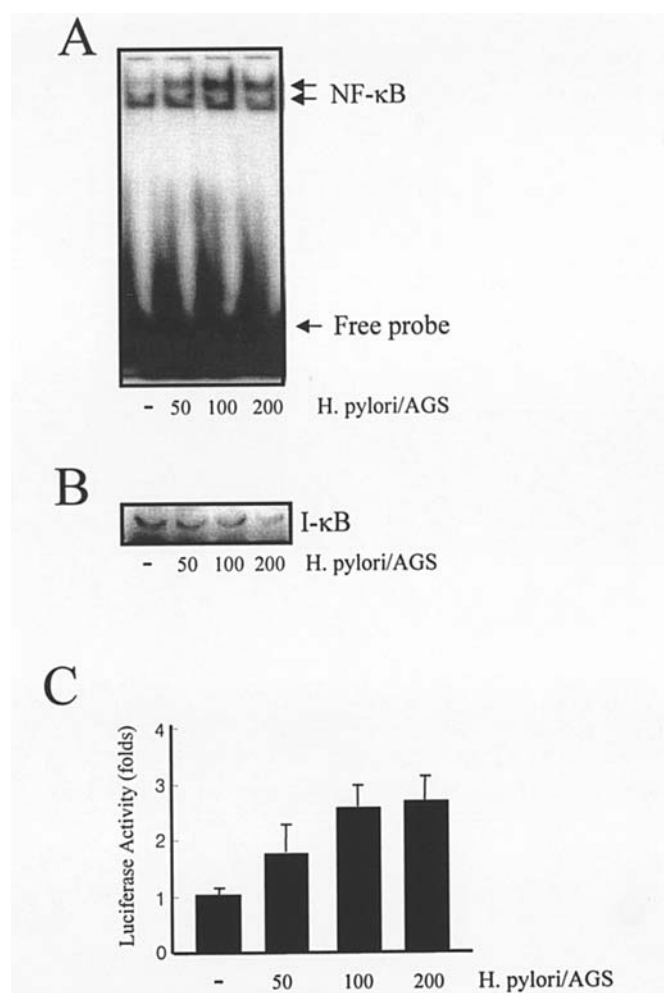 A
NF-κB
Free probe
- 50 100 200 H. pylori/AGS
B
I-κB
- 50 100 200 H. pylori/AGS
C
Luciferase Activity (folds)
4
3
2
1
0
- 50 100 200 H. pylori/AGS